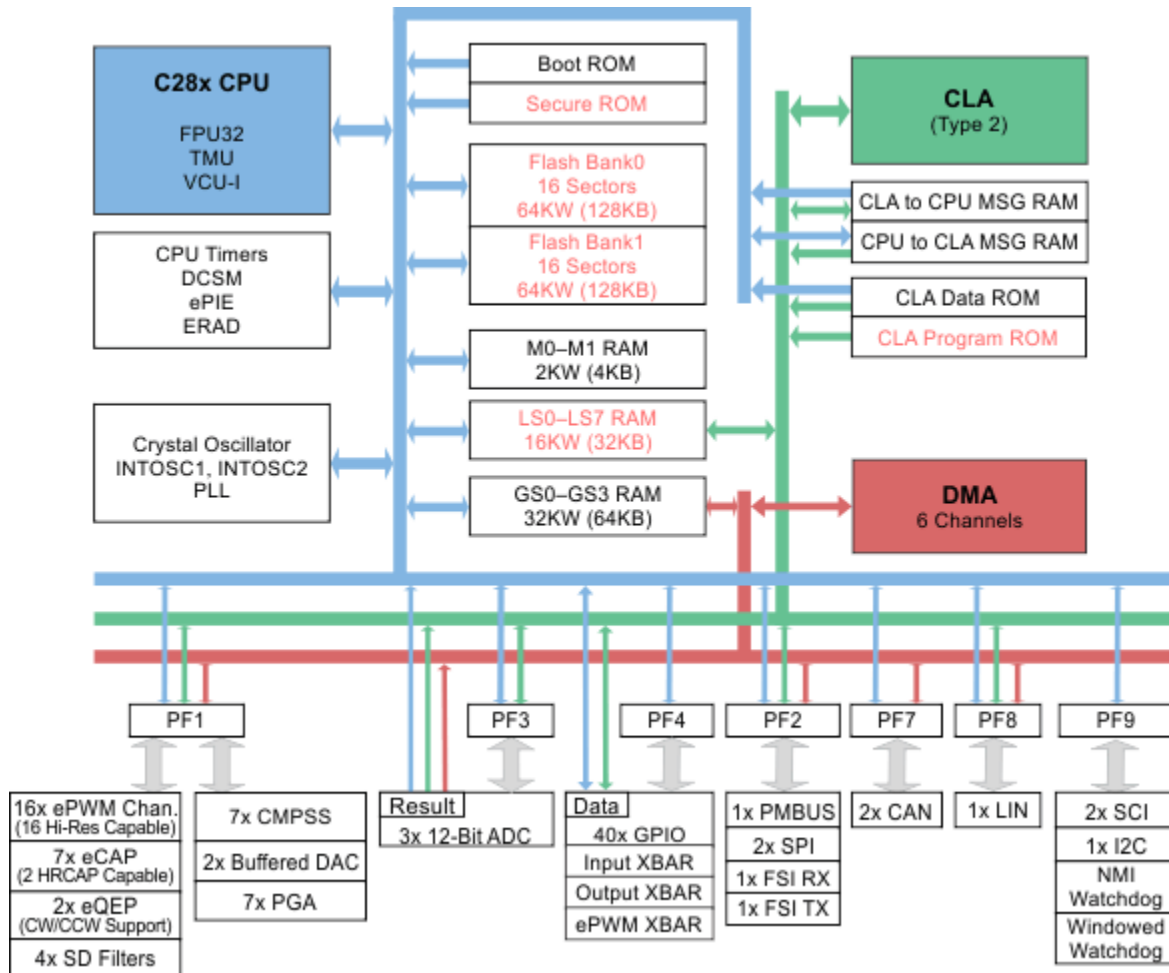 C28x CPU
FPU32
TMU
VCU-I
CPU Timers
DCSM
ePIE
ERAD
Crystal Oscillator
INTOSC1, INTOSC2
PLL
Boot ROM
Secure ROM
Flash Bank0
16 Sectors
64KW (128KB)
Flash Bank1
16 Sectors
64KW (128KB)
M0–M1 RAM
2KW (4KB)
LS0–LS7 RAM
16KW (32KB)
GS0–GS3 RAM
32KW (64KB)
CLA
(Type 2)
CLA to CPU MSG RAM
CPU to CLA MSG RAM
CLA Data ROM
CLA Program ROM
DMA
6 Channels
PF1
PF3
PF4
PF2
PF7
PF8
PF9
16x ePWM Chan.
(16 Hi-Res Capable)
7x eCAP
(2 HRCAP Capable)
2x eQEP
(CW/CCW Support)
4x SD Filters
7x CMPSS
2x Buffered DAC
7x PGA
Result
3x 12-Bit ADC
Data
40x GPIO
Input XBAR
Output XBAR
ePWM XBAR
1x PMBUS
2x SPI
1x FSI RX
1x FSI TX
2x CAN
1x LIN
2x SCI
1x I2C
NMI
Watchdog
Windowed
Watchdog